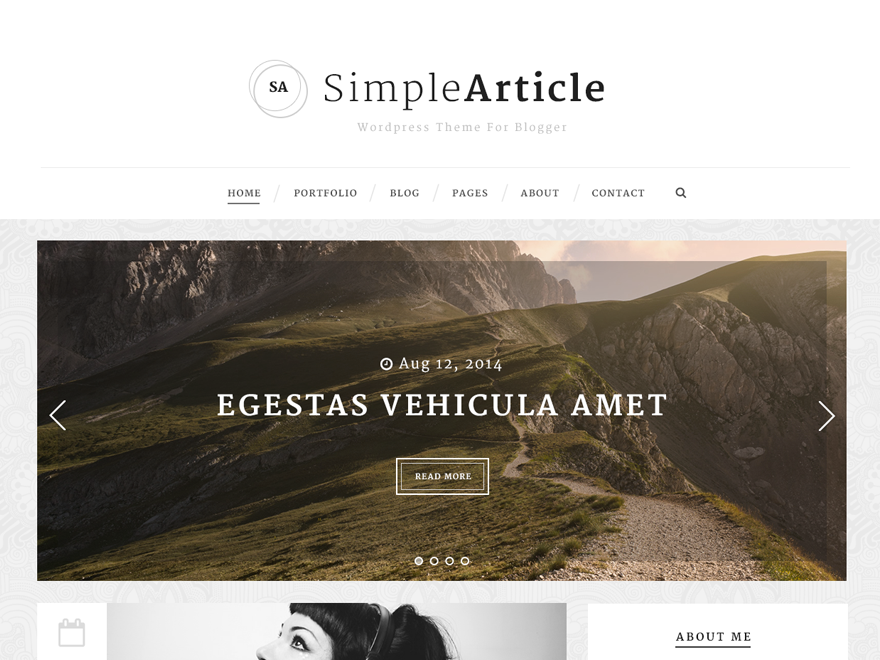 SA
SimpleArticle
Wordpress Theme For Blogger
HOME / PORTFOLIO / BLOG / PAGES / ABOUT / CONTACT
Aug 12, 2014
EGESTAS VEHICULA AMET
READ MORE
ABOUT ME